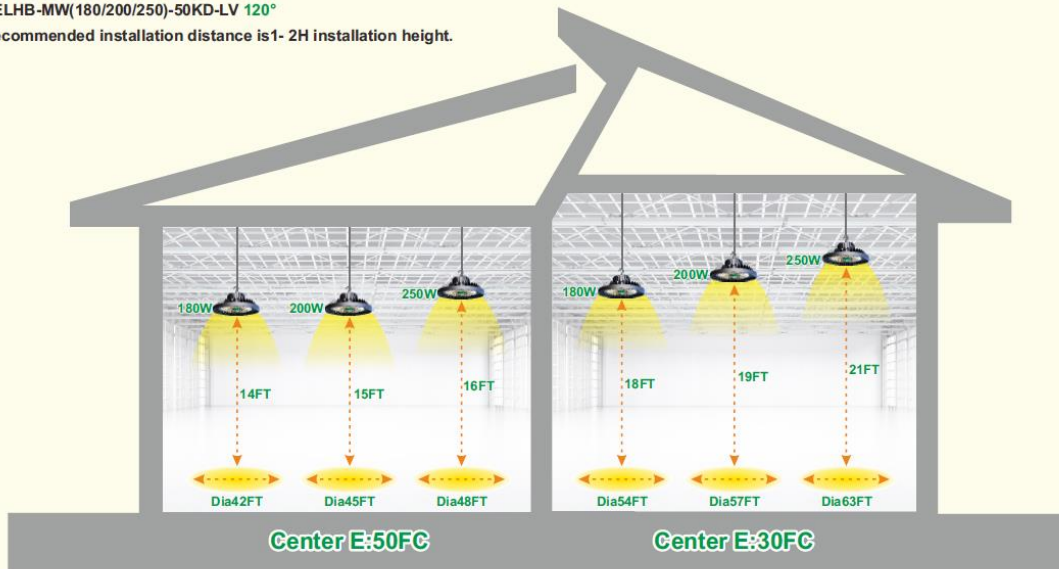 ELHB-MW(180/200/250)-50KD-LV 120°
commended installation distance is1- 2H installation height.
180W
200W
250W
14FT
15FT
16FT
Dia42FT
Dia45FT
Dia48FT
Center E:50FC
180W
200W
250W
18FT
19FT
21FT
Dia54FT
Dia57FT
Dia63FT
Center E:30FC